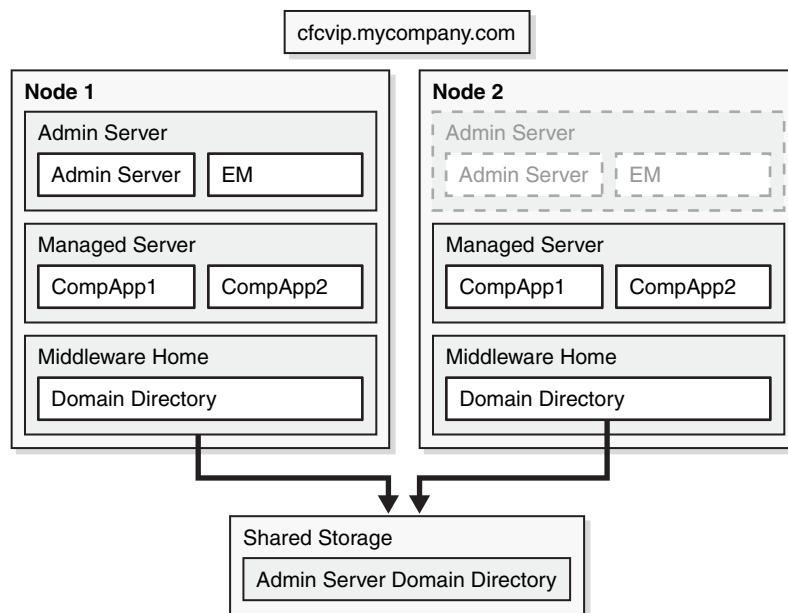 cfcvip.mycompany.com
Node 1
Admin Server
Admin Server
EM
Managed Server
CompApp1
CompApp2
Middleware Home
Domain Directory
Node 2
Admin Server
Admin Server
EM
Managed Server
CompApp1
CompApp2
Middleware Home
Domain Directory
Shared Storage
Admin Server Domain Directory